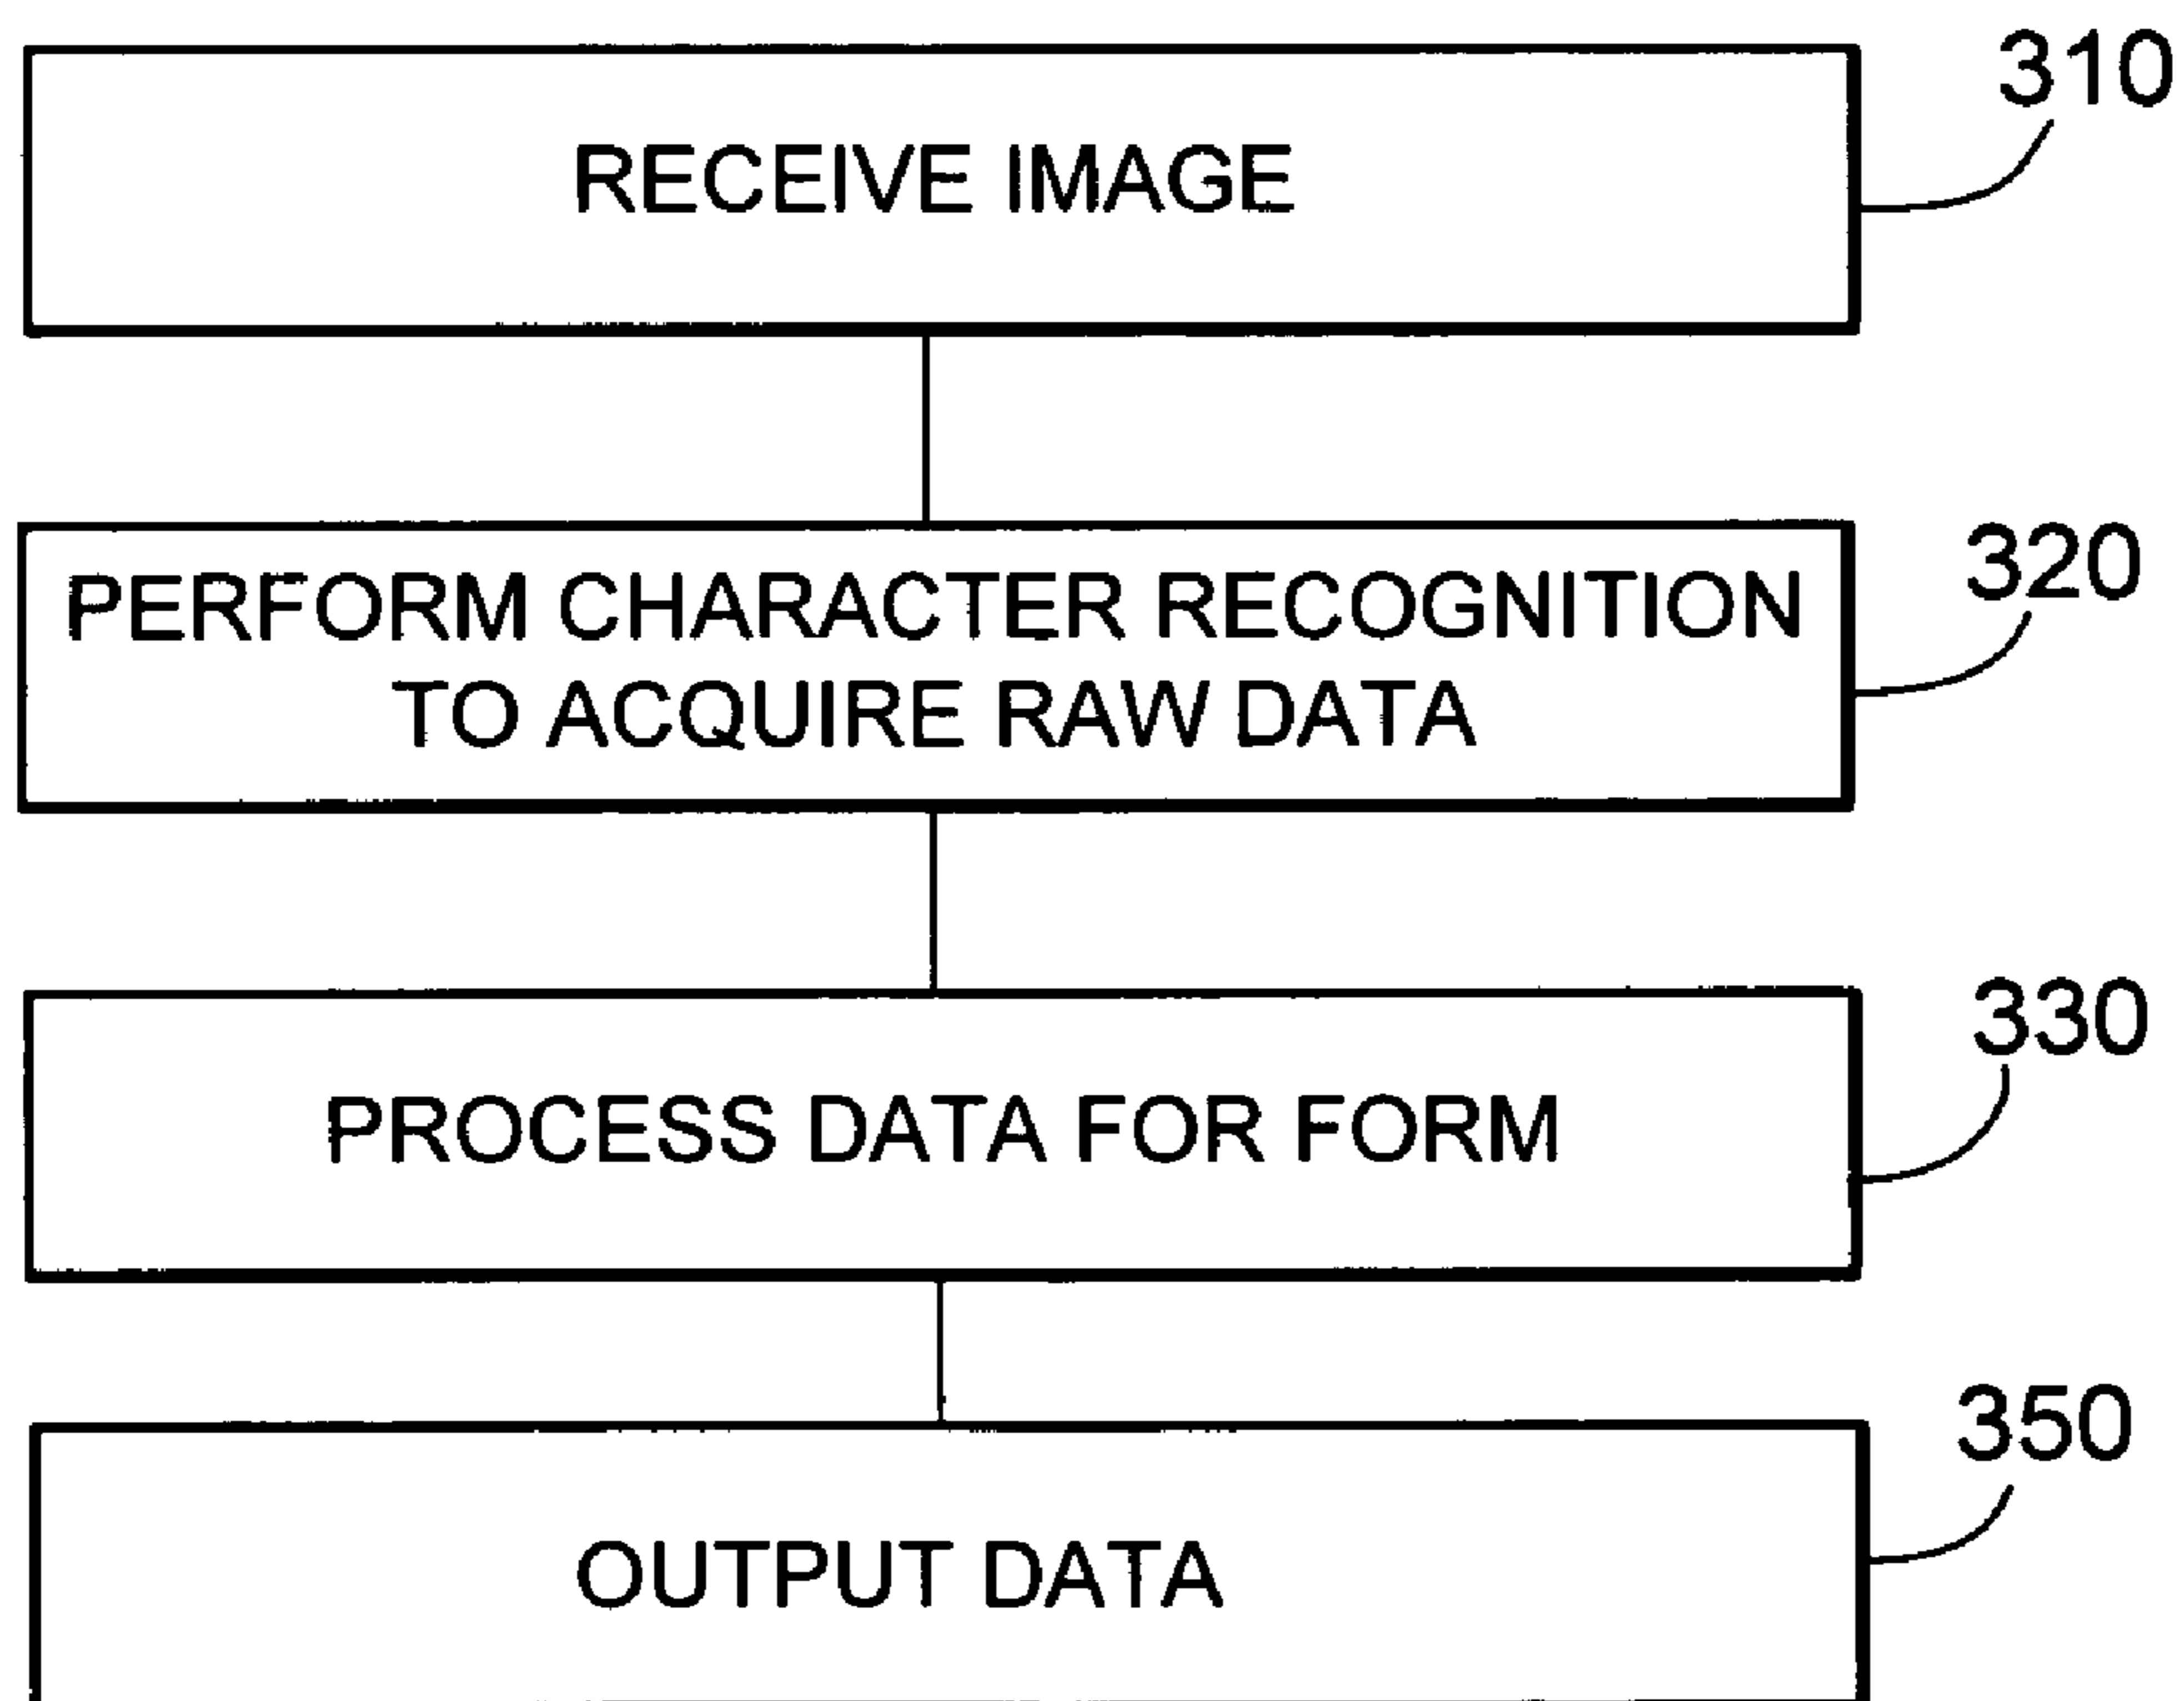 310
RECEIVE IMAGE
320
PERFORM CHARACTER RECOGNITION
TO ACQUIRE RAW DATA
330
PROCESS DATA FOR FORM
350
OUTPUT DATA